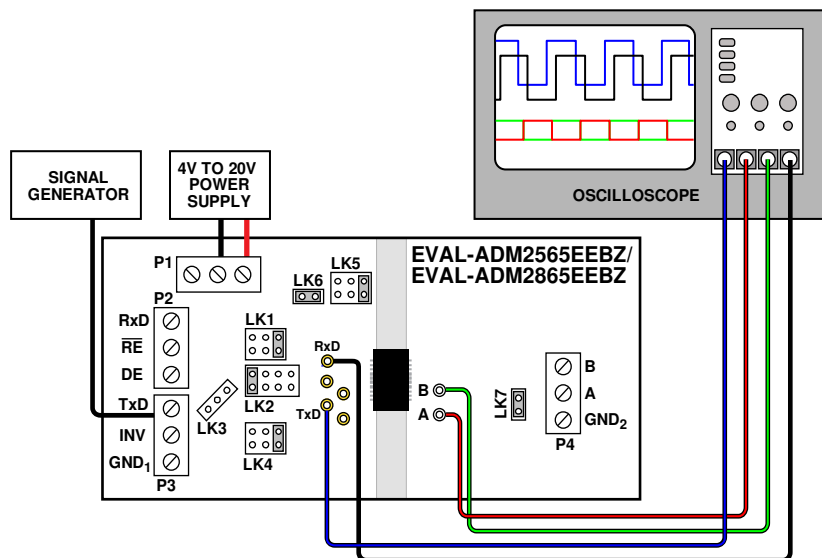 SIGNAL
GENERATOR
4V TO 20V
POWER
SUPPLY
OSCILLOSCOPE
EVAL-ADM2565EEBZ/
EVAL-ADM2865EEBZ
P1
LK6
LK5
P2
RxD
RE
DE
TxD
INV
GND1
P3
LK1
LK2
LK3
LK4
RxD
TxD
B
A
LK7
B
A
GND2
P4